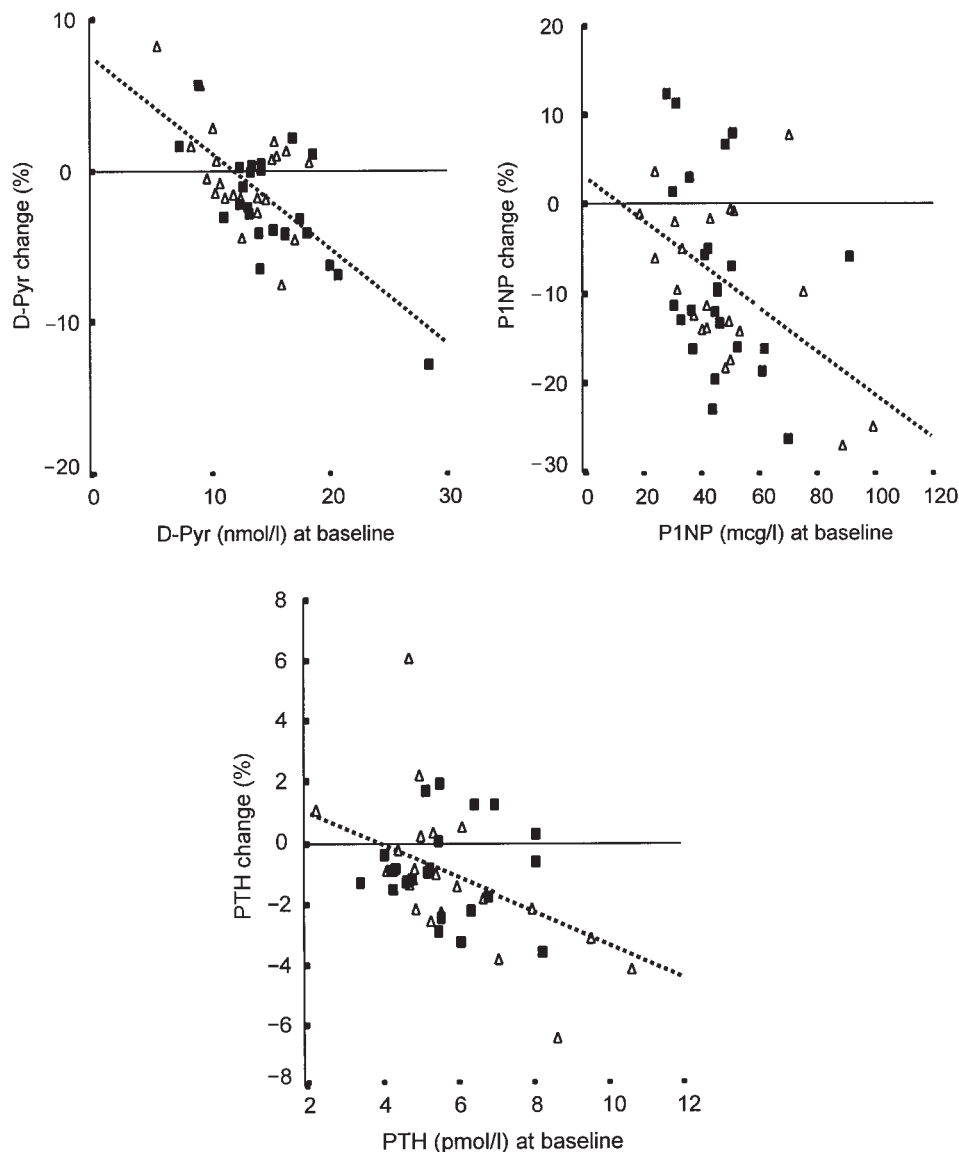 10
0
−10
−20
D-Pyr change (%)
0 10 20 30
D-Pyr (nmol/l) at baseline
20
10
0
−10
−20
−30
P1NP change (%)
0 20 40 60 80 100 120
P1NP (mcg/l) at baseline
8
6
4
2
0
−2
−4
−6
−8
PTH change (%)
2 4 6 8 10 12
PTH (pmol/l) at baseline